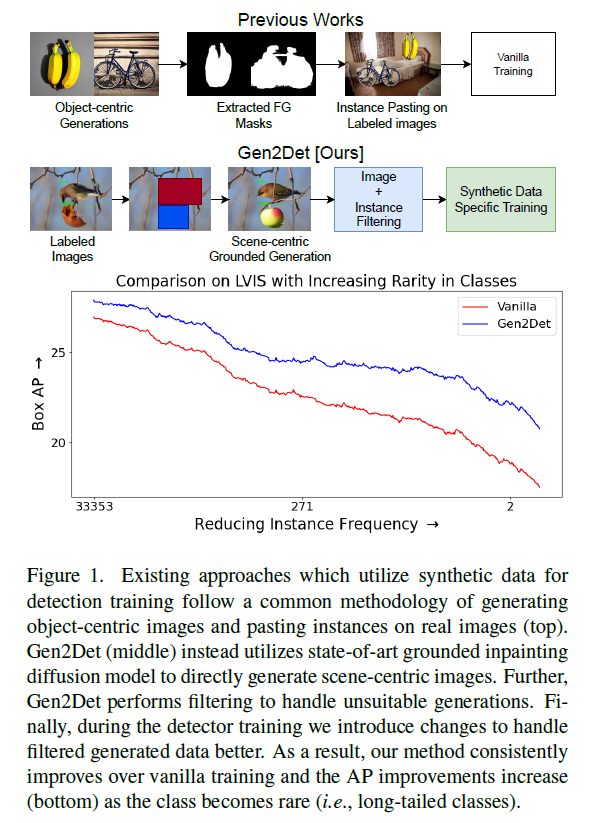 Previous Works
Object-centric
Generations
Extracted FG
Masks
Instance Pasting on
Labeled images
Vanilla
Training
Gen2Det [Ours]
Labeled
Images
Scene-centric
Grounded Generation
Image
+
Instance
Filtering
Synthetic Data
Specific Training
Comparison on LVIS with Increasing Rarity in Classes
Vanilla
Gen2Det
Box AP →
25
20
33353
271
2
Reducing Instance Frequency →
Figure 1. Existing approaches which utilize synthetic data for
detection training follow a common methodology of generating
object-centric images and pasting instances on real images (top).
Gen2Det (middle) instead utilizes state-of-art grounded inpainting
diffusion model to directly generate scene-centric images. Further,
Gen2Det performs filtering to handle unsuitable generations. Fi-
nally, during the detector training we introduce changes to handle
filtered generated data better. As a result, our method consistently
improves over vanilla training and the AP improvements increase
(bottom) as the class becomes rare (i.e., long-tailed classes).